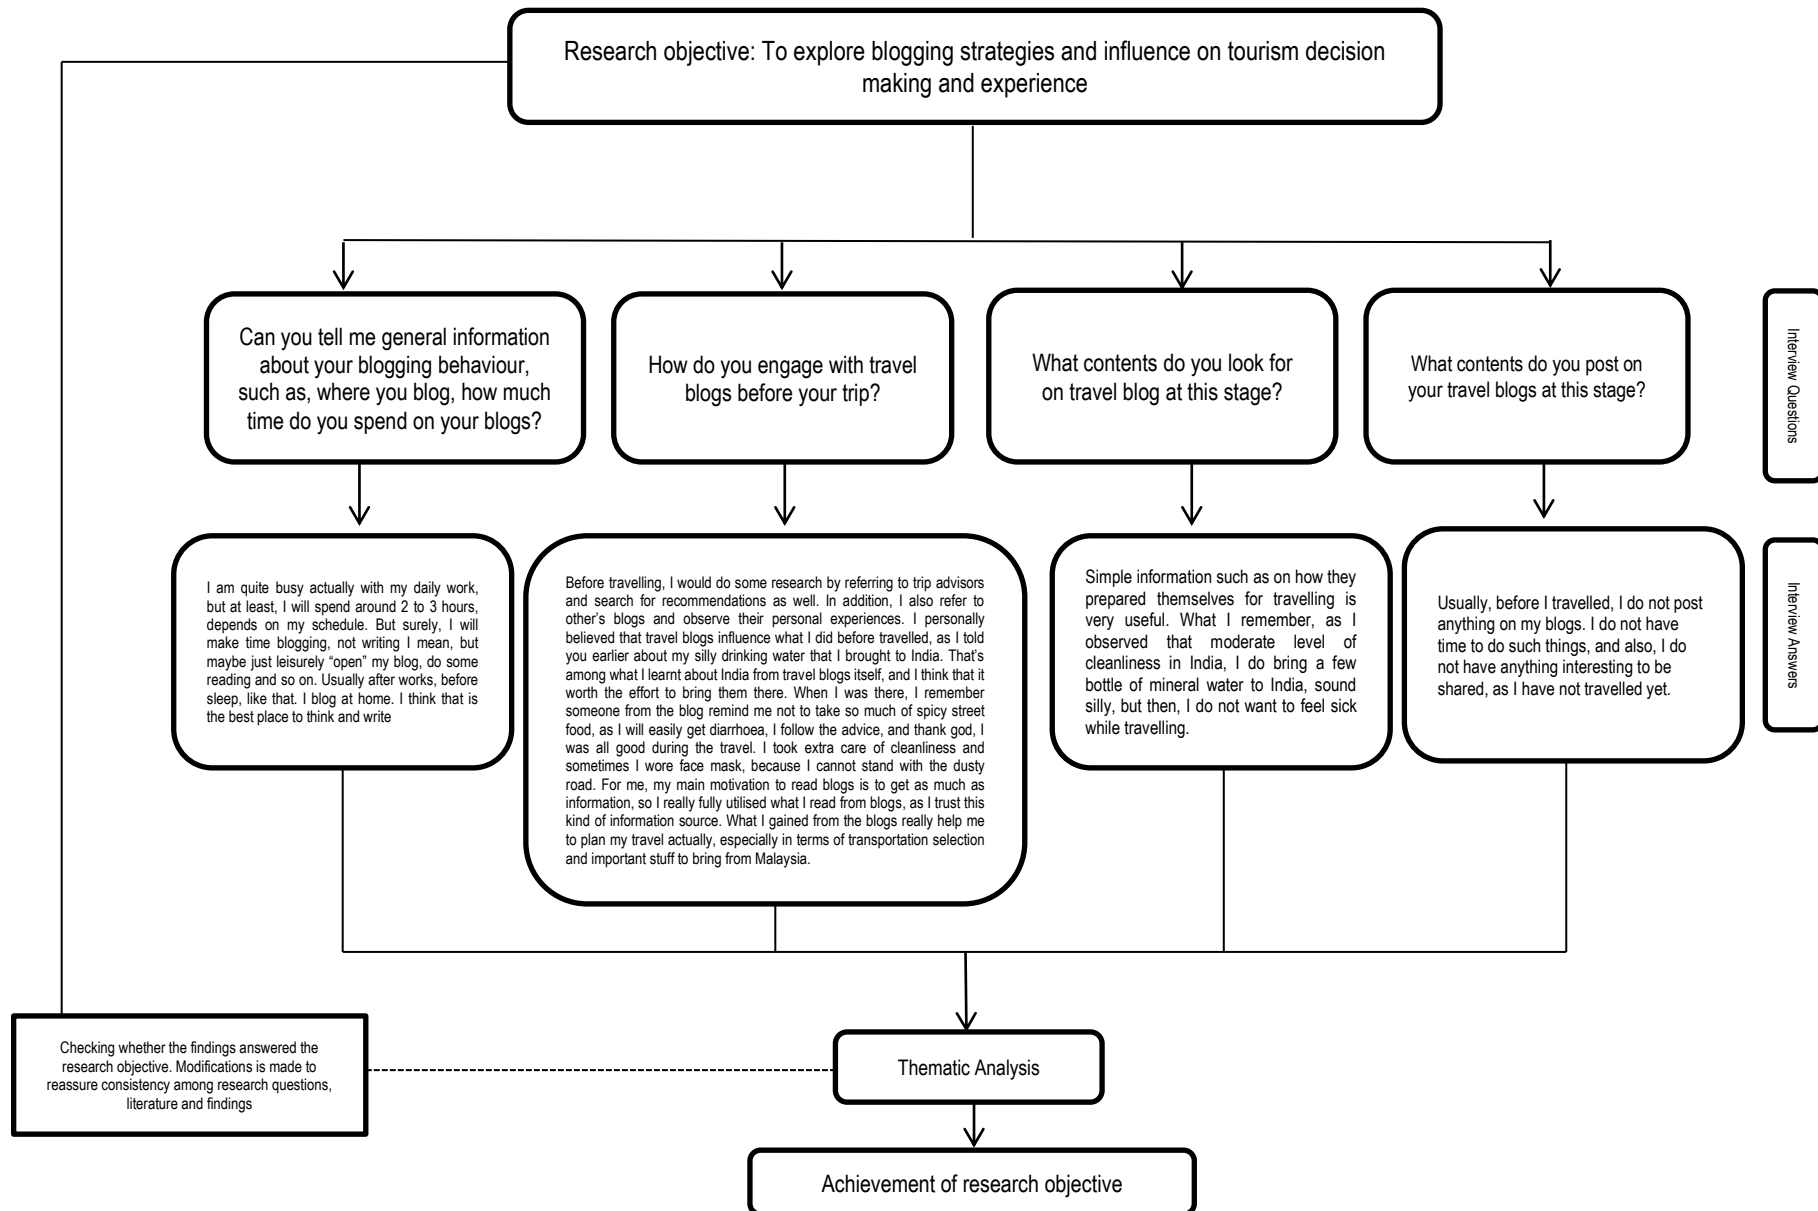 Research objective: To explore blogging strategies and influence on tourism decision
making and experience
Can you tell me general information
about your blogging behaviour,
such as, where you blog, how much
time do you spend on your blogs?
How do you engage with travel
blogs before your trip?
What contents do you look for
on travel blog at this stage?
What contents do you post on
your travel blogs at this stage?
Interview Questions
I am quite busy actually with my daily work,
but at least, I will spend around 2 to 3 hours,
depends on my schedule. But surely, I will
make time blogging, not writing I mean, but
maybe just leisurely “open” my blog, do some
reading and so on. Usually after works, before
sleep, like that. I blog at home. I think that is
the best place to think and write
Before travelling, I would do some research by referring to trip advisors
and search for recommendations as well. In addition, I also refer to
other’s blogs and observe their personal experiences. I personally
believed that travel blogs influence what I did before travelled, as I told
you earlier about my silly drinking water that I brought to India. That’s
among what I learnt about India from travel blogs itself, and I think that it
worth the effort to bring them there. When I was there, I remember
someone from the blog remind me not to take so much of spicy street
food, as I will easily get diarrhoea, I follow the advice, and thank god, I
was all good during the travel. I took extra care of cleanliness and
sometimes I wore face mask, because I cannot stand with the dusty
road. For me, my main motivation to read blogs is to get as much as
information, so I really fully utilised what I read from blogs, as I trust this
kind of information source. What I gained from the blogs really help me
to plan my travel actually, especially in terms of transportation selection
and important stuff to bring from Malaysia.
Simple information such as on how they
prepared themselves for travelling is
very useful. What I remember, as I
observed that moderate level of
cleanliness in India, I do bring a few
bottle of mineral water to India, sound
silly, but then, I do not want to feel sick
while travelling.
Usually, before I travelled, I do not post
anything on my blogs. I do not have
time to do such things, and also, I do
not have anything interesting to be
shared, as I have not travelled yet.
Interview Answers
Checking whether the findings answered the
research objective. Modifications is made to
reassure consistency among research questions,
literature and findings
Thematic Analysis
Achievement of research objective